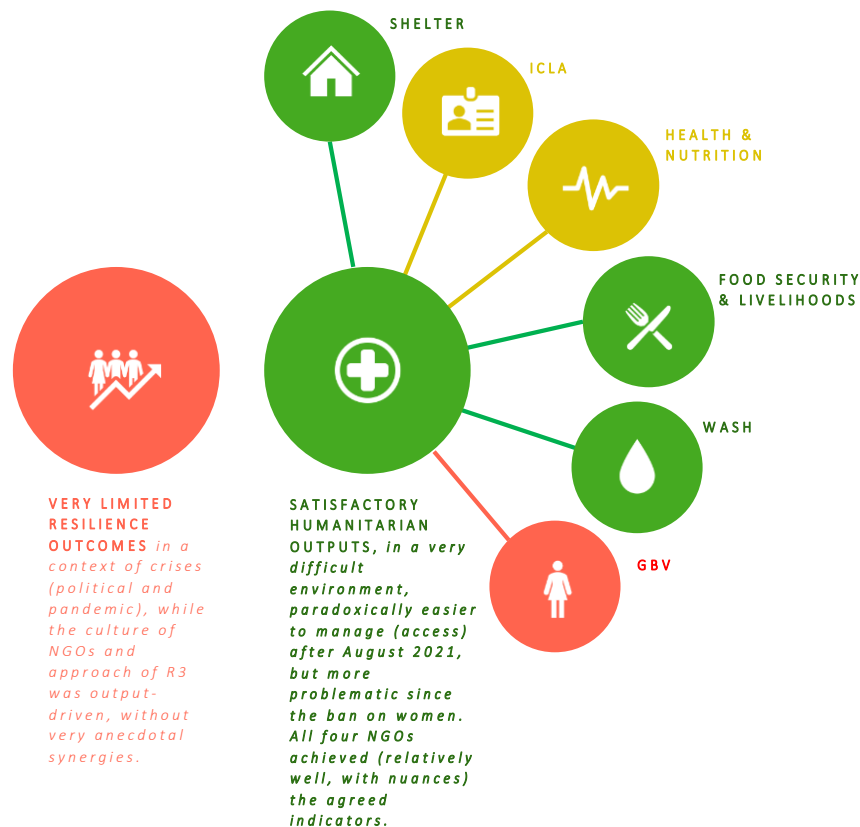 SHELTER
ICLA
HEALTH &
NUTRITION
FOOD SECURITY
& LIVELIHOODS
WASH
GBV
VERY LIMITED
RESILIENCE
OUTCOMES in a
context of crises
(political and
pandemic), while
the culture of
NGOs and
approach of R3
was output-
driven, without
very anecdotal
synergies.
SATISFACTORY
HUMANITARIAN
OUTPUTS, in a very
difficult
environment,
paradoxically easier
to manage (access)
after August 2021,
but more
problematic since
the ban on women.
All four NGOs
achieved (relatively
well, with nuances)
the agreed
indicators.